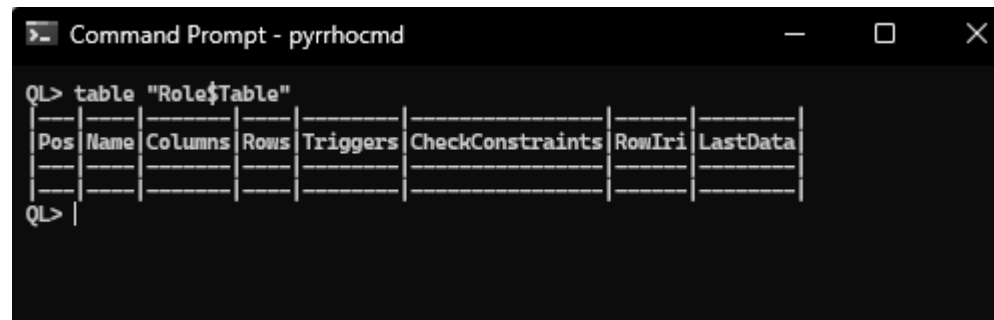 Command Prompt - pyrrhocmd
QL> table "Role$Table"
|---|----|-------|----|--------|----------------|------|--------|
|Pos|Name|Columns|Rows|Triggers|CheckConstraints|RowIri|LastData|
|---|----|-------|----|--------|----------------|------|--------|
|---|----|-------|----|--------|----------------|------|--------|
QL>